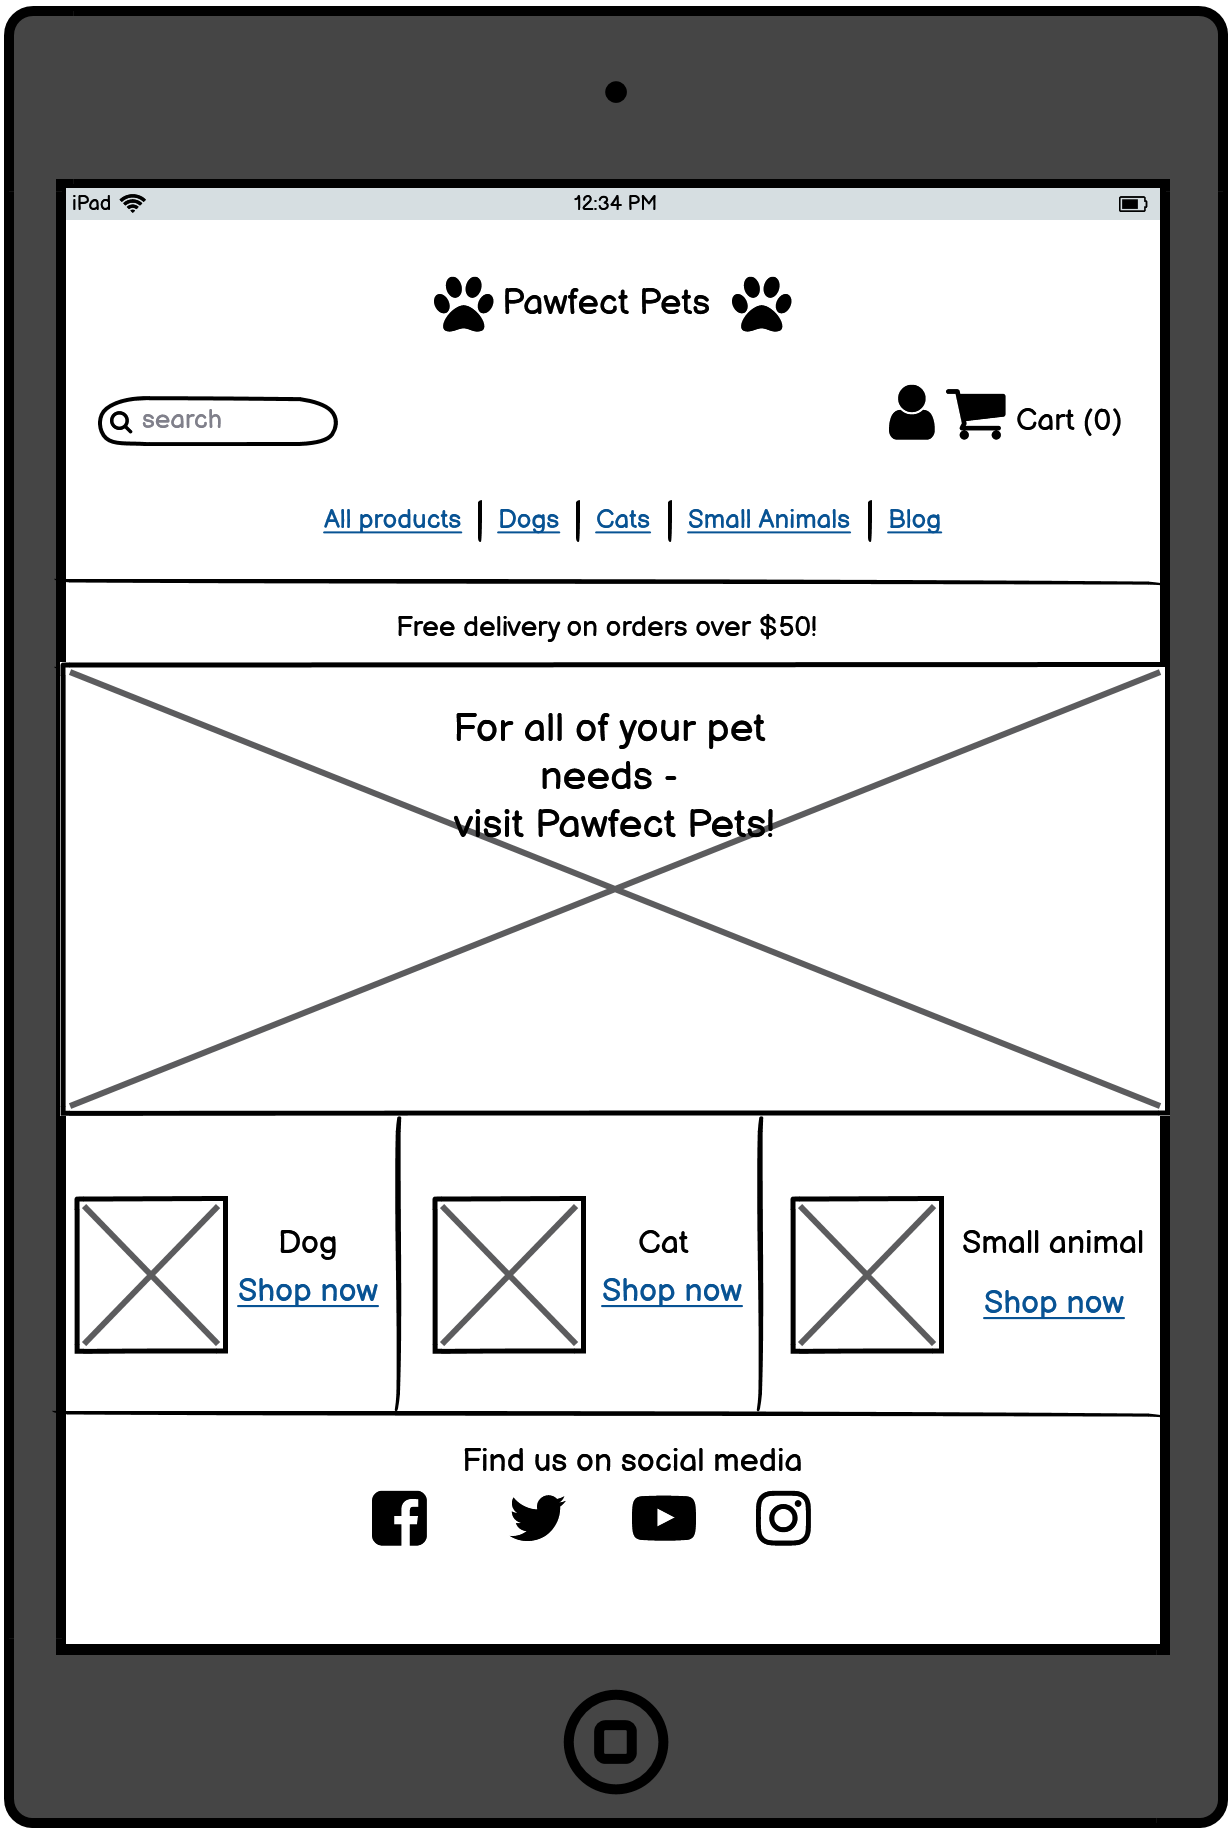 iPad
12:34 PM
Pawfect Pets
search
Cart (0)
All products
Dogs
Cats
Small Animals
Blog
Free delivery on orders over $50!
For all of your pet
needs -
visit Pawfect Pets!
Dog
Shop now
Cat
Shop now
Small animal
Shop now
Find us on social media